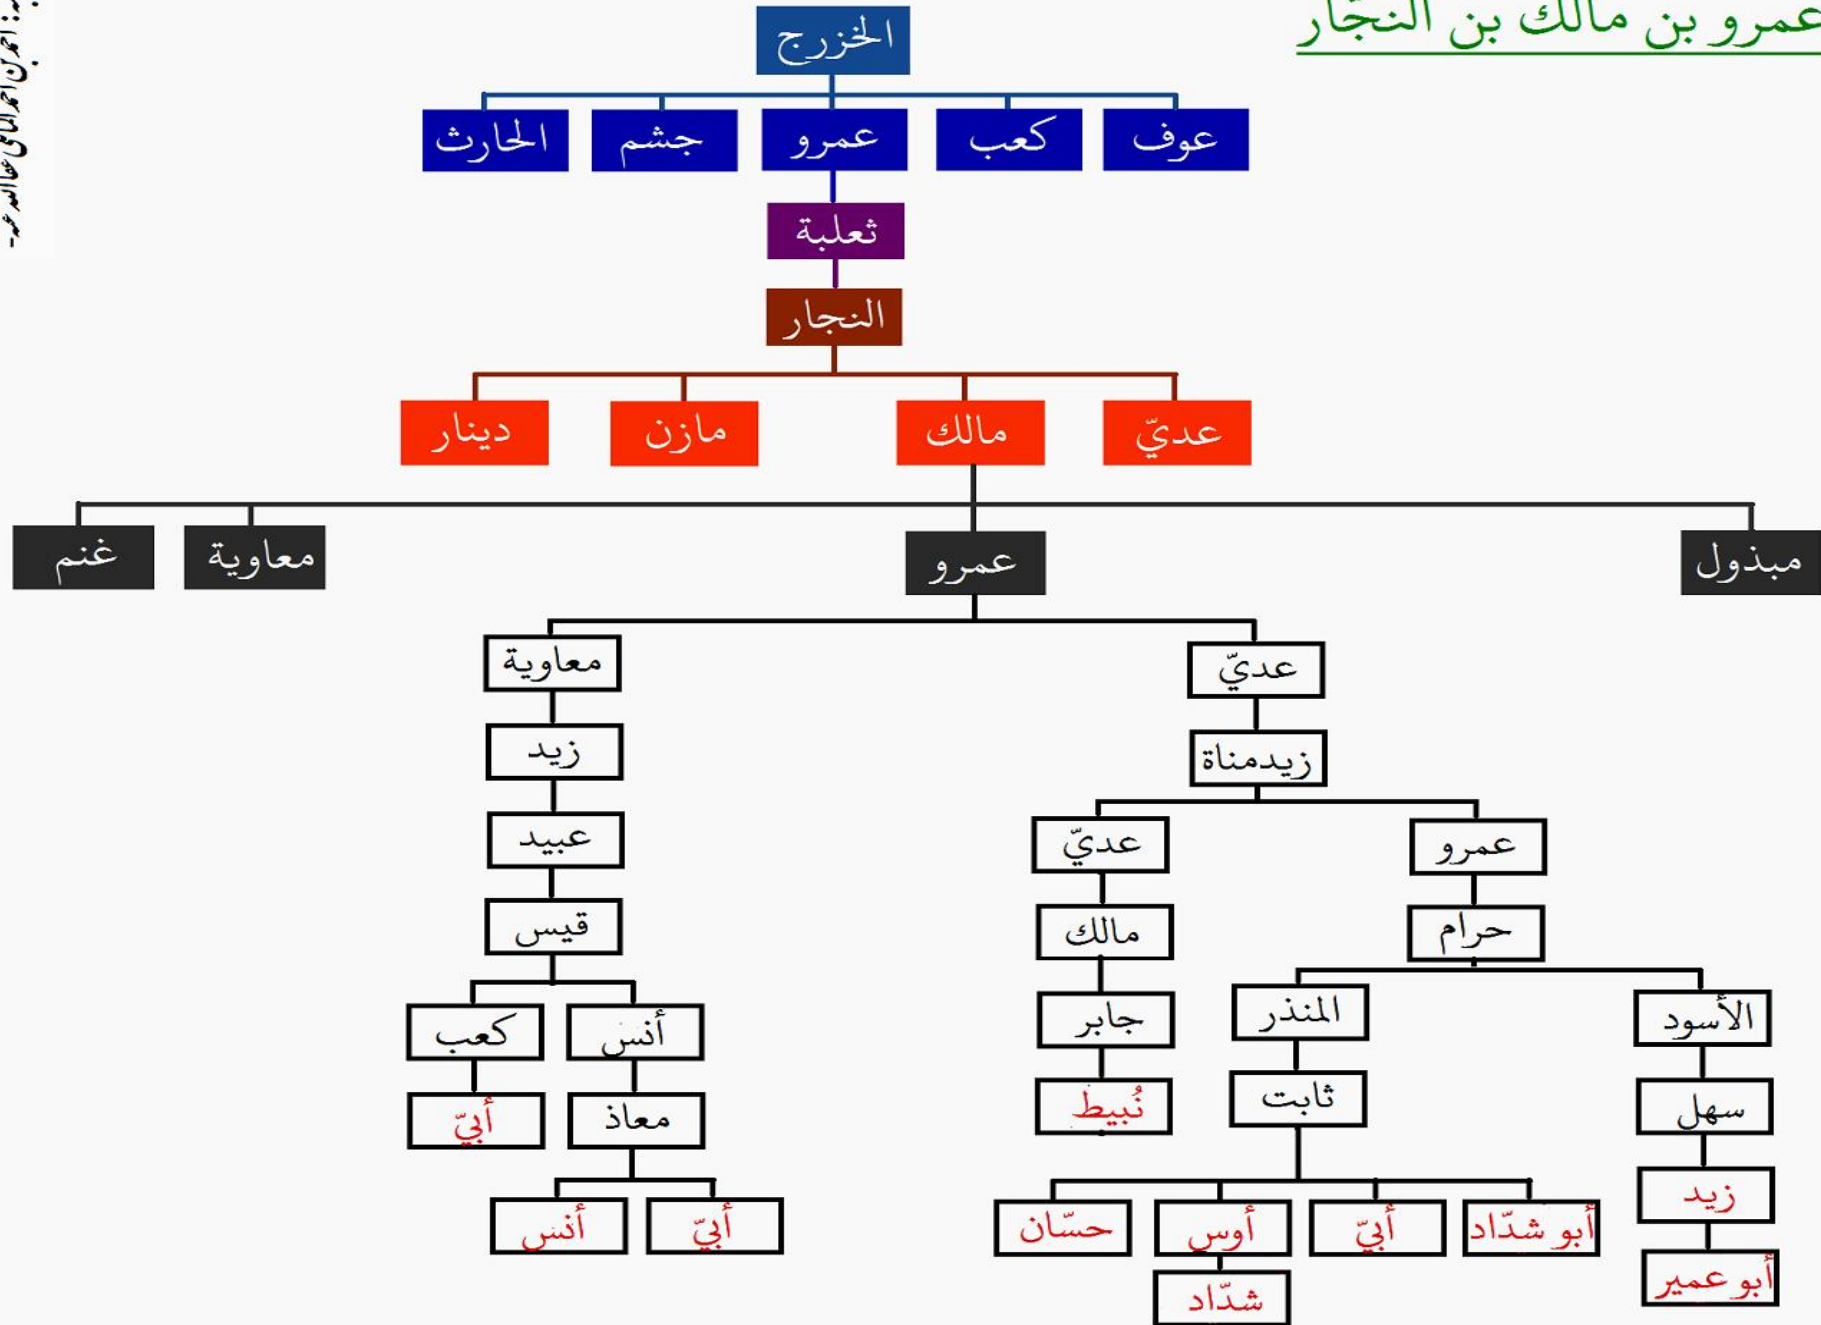 عمرو بن مالك بن النجّار
الخزرج
عوف كعب عمرو جشم الحارث
ثعلبة
النجار
عديّ مالك مازن دينار
مبذول عمرو معاوية غنم
عديّ معاوية
زيدمناة زيد
عمرو عديّ عبيد
حرام مالك قيس
الأسود المنذر جابر أنس كعب
سهل ثابت نُبيط معاذ أبيّ
زيد أبو شدّاد أبيّ أوس حسّان أبيّ أنس
أبو عمير شدّاد